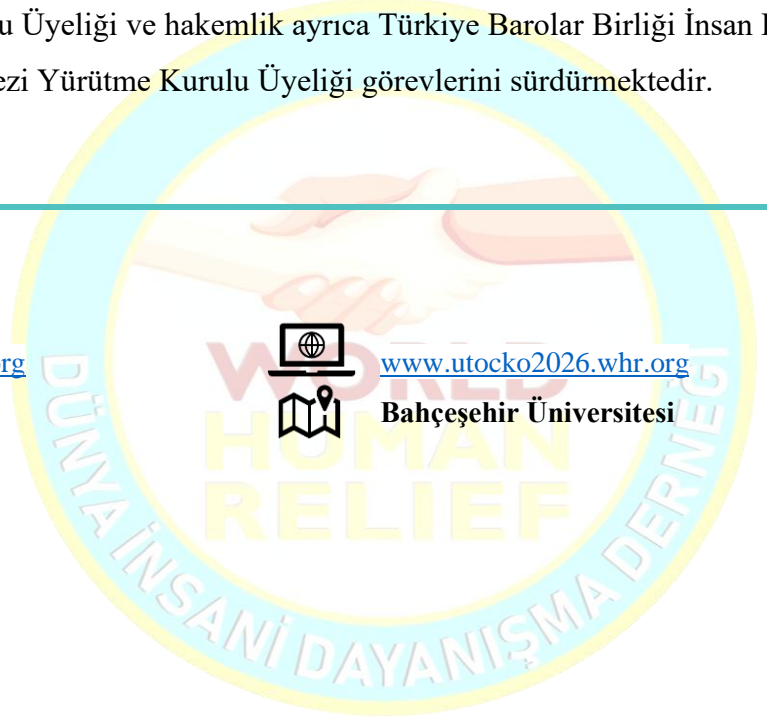 u Üyeliği ve hakemlik ayrıca Türkiye Barolar Birliği İnsan
ezi Yürütme Kurulu Üyeliği görevlerini sürdürmektedir.
rg
www.utocko2026.whr.org
Bahçeşehir Üniversitesi
WORLD
HUMAN
RELIEF
DÜNYA İNSANİ DAYANIŞMA DERNEĞİ